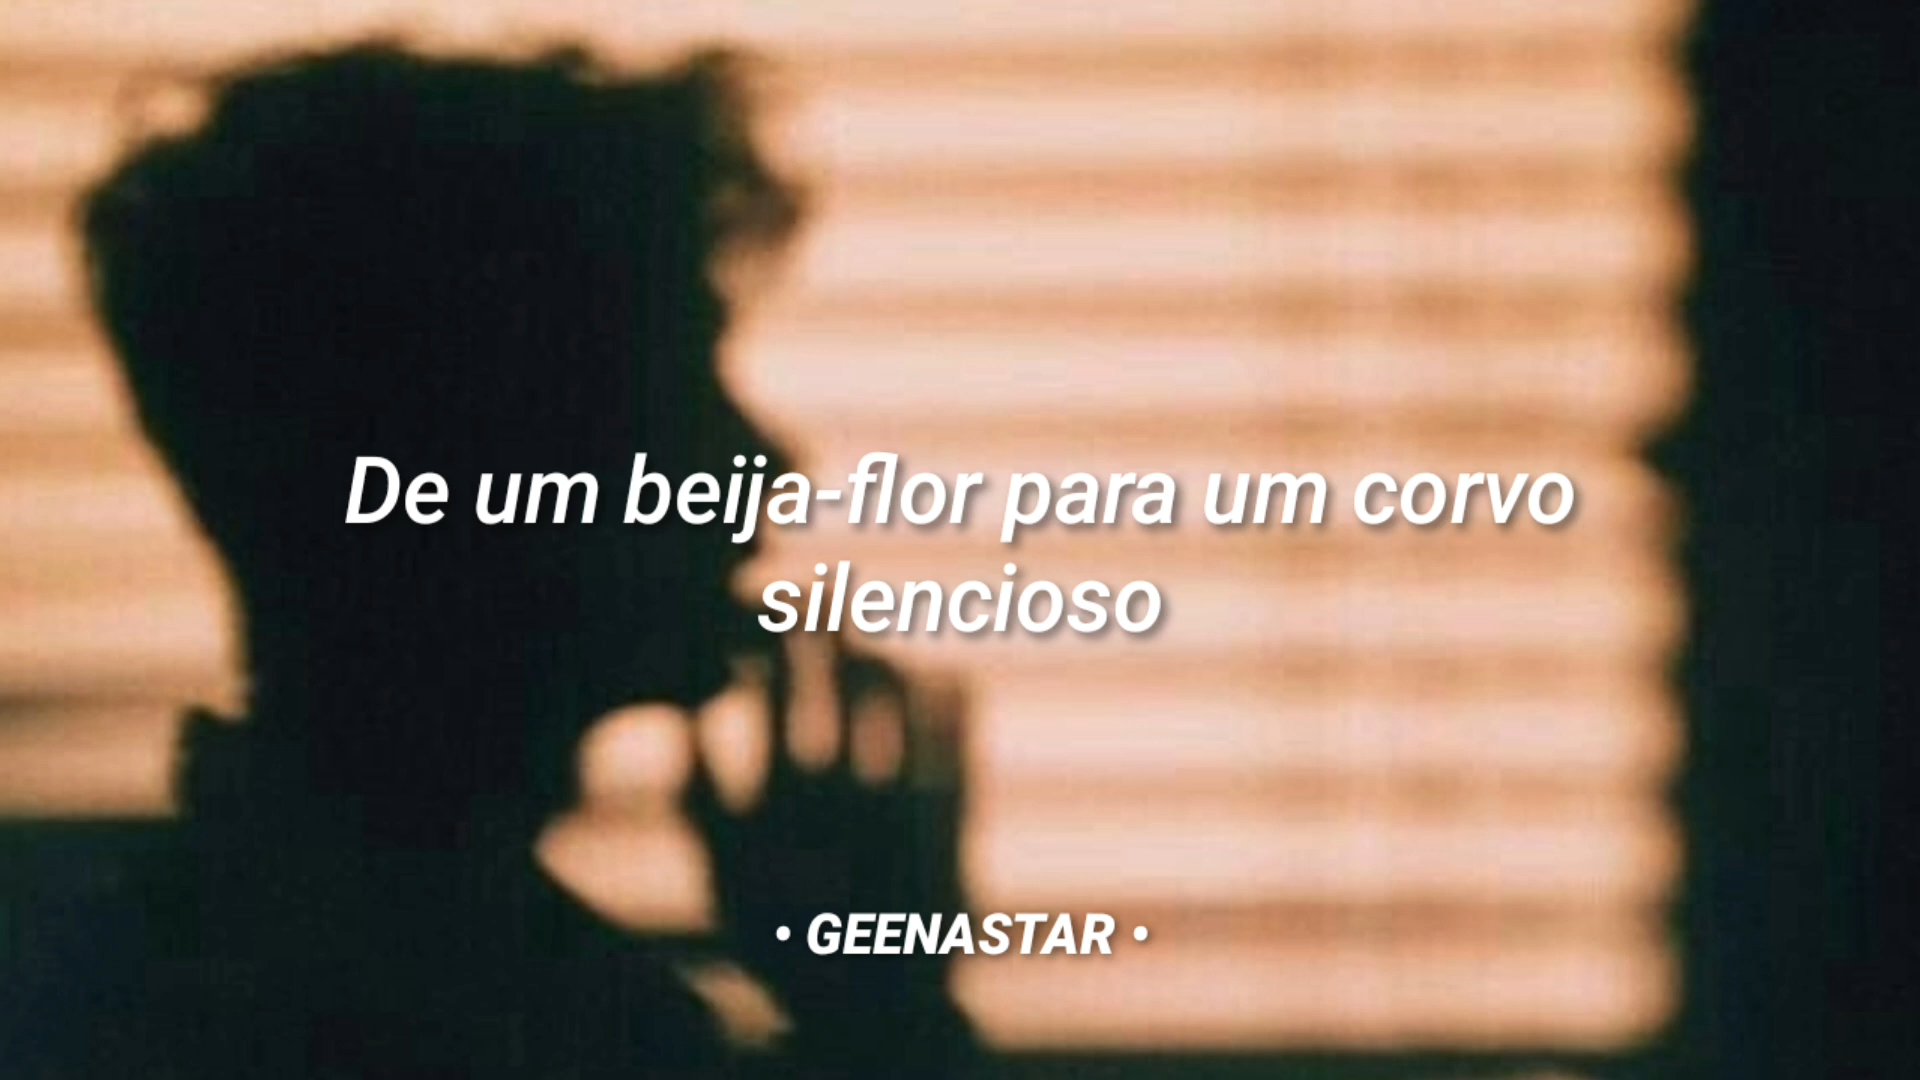 De um beija-flor para um corvo
silencioso
• GEENASTAR •